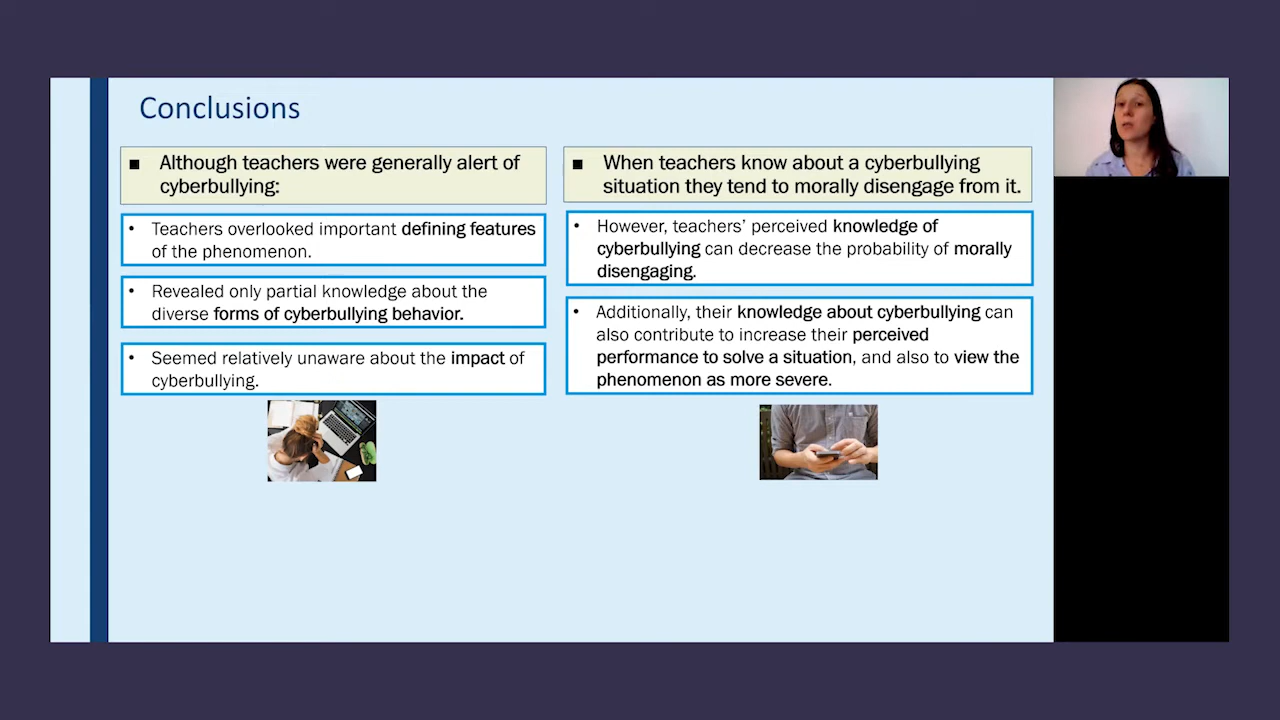 Conclusions
■ Although teachers were generally alert of
cyberbullying:
• Teachers overlooked important defining features
of the phenomenon.
• Revealed only partial knowledge about the
diverse forms of cyberbullying behavior.
• Seemed relatively unaware about the impact of
cyberbullying.
■ When teachers know about a cyberbullying
situation they tend to morally disengage from it.
• However, teachers’ perceived knowledge of
cyberbullying can decrease the probability of morally
disengaging.
• Additionally, their knowledge about cyberbullying can
also contribute to increase their perceived
performance to solve a situation, and also to view the
phenomenon as more severe.